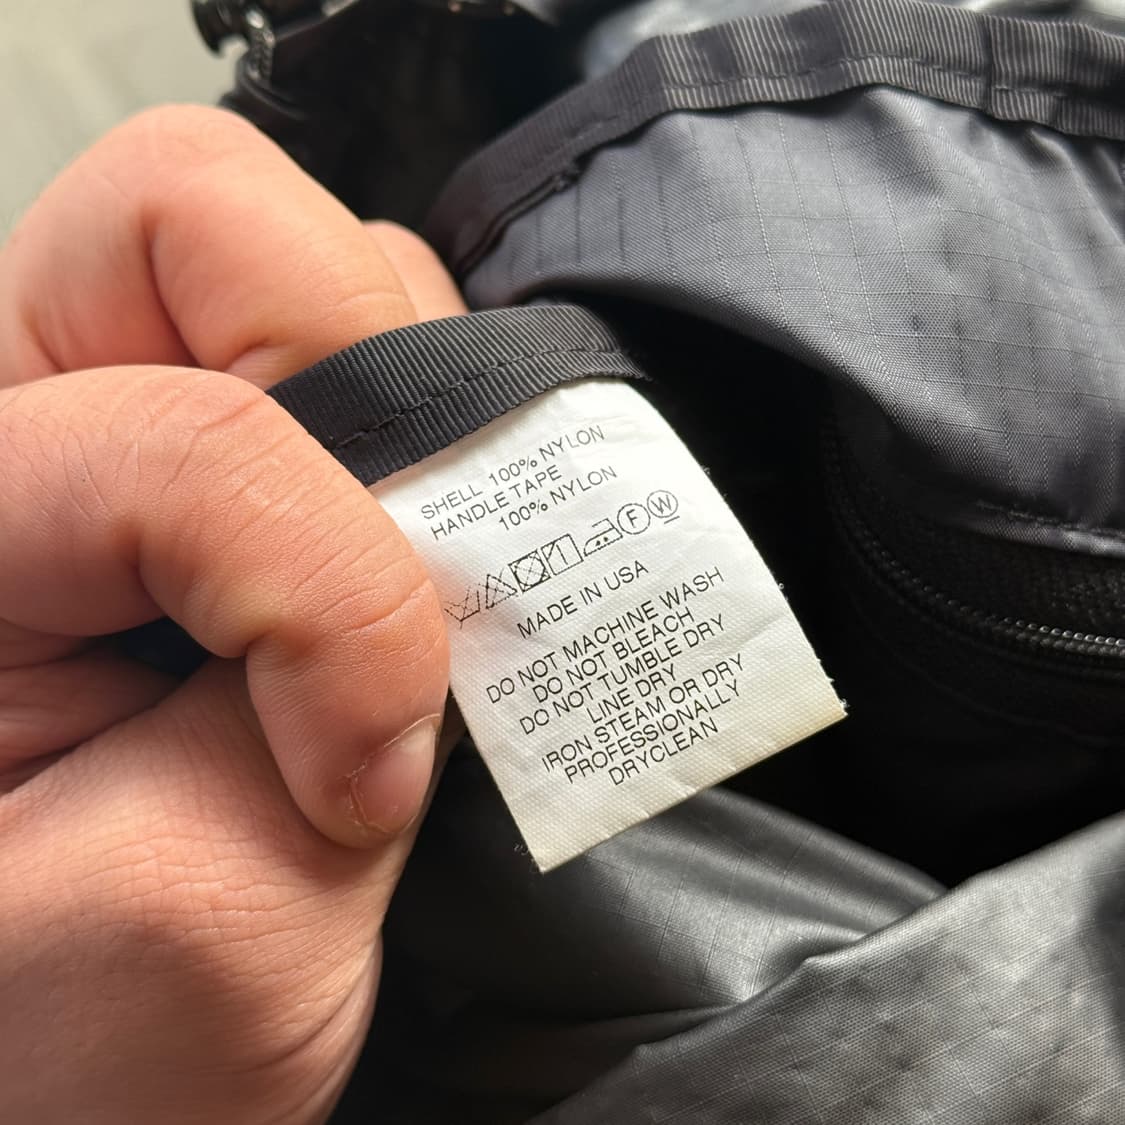 SHELL 100% NYLON
HANDLE TAPE
100% NYLON
F W
MADE IN USA
DO NOT MACHINE WASH
DO NOT BLEACH
DO NOT TUMBLE DRY
LINE DRY
IRON STEAM OR DRY
PROFESSIONALLY
DRYCLEAN